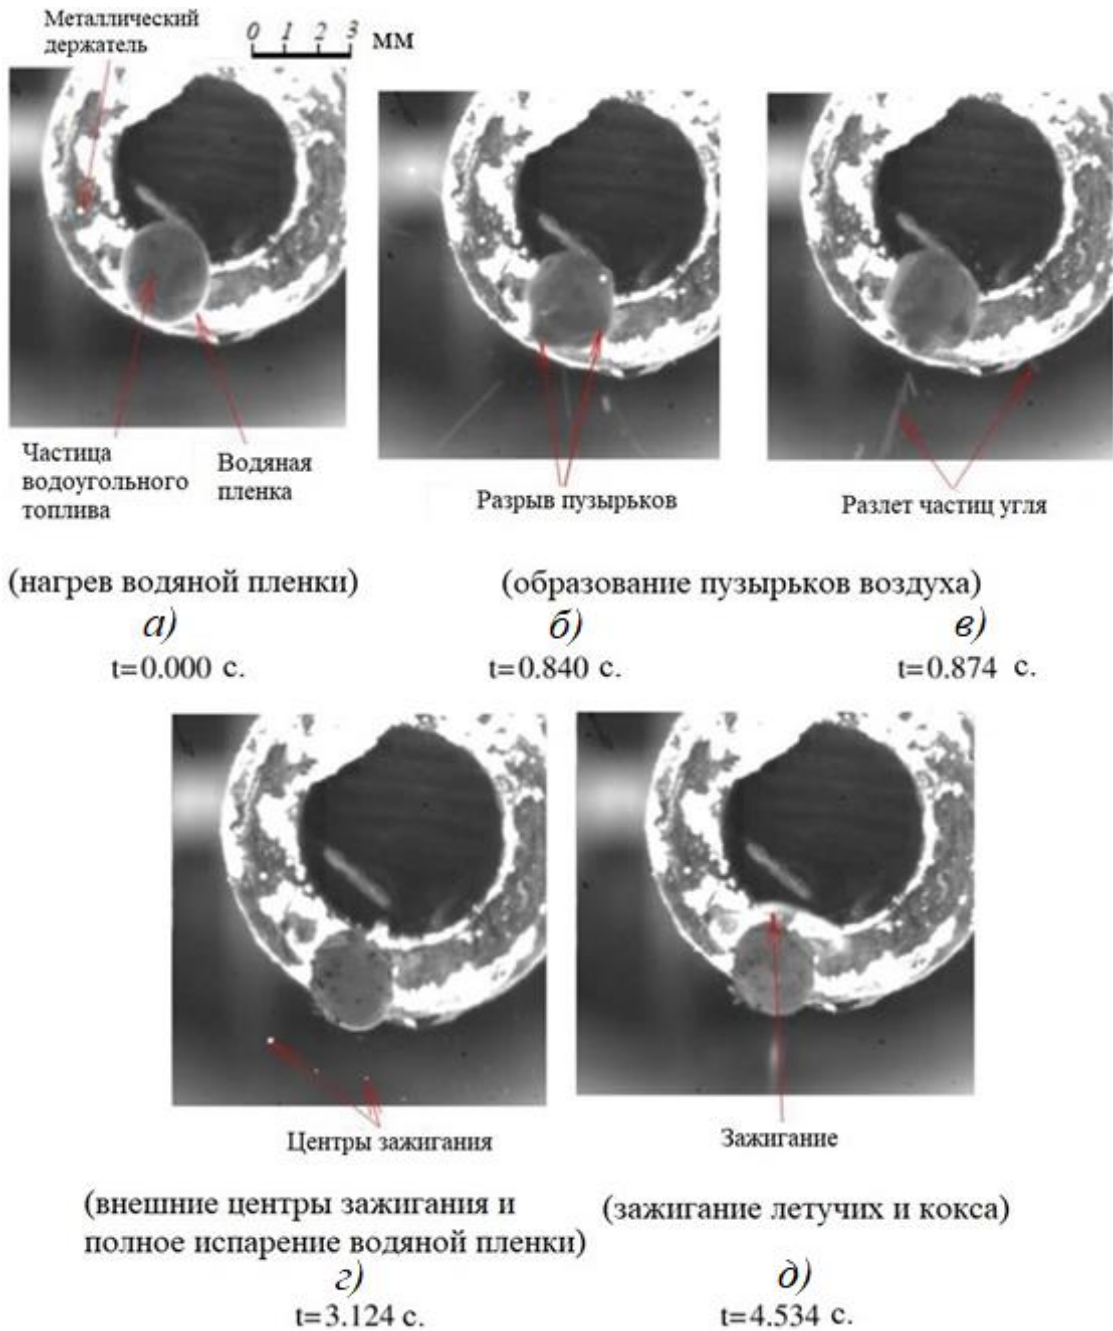 Металлический
держатель
0 1 2 3 мм
Частица
водоугольного
топлива
Водяная
пленка
Разрыв пузырьков
Разлет частиц угля
(нагрев водяной пленки)
(образование пузырьков воздуха)
а)
б)
в)
t=0.000 с.
t=0.840 с.
t=0.874 с.
Центры зажигания
Зажигание
(внешние центры зажигания и
полное испарение водяной пленки)
(зажигание летучих и кокса)
г)
д)
t=3.124 с.
t=4.534 с.